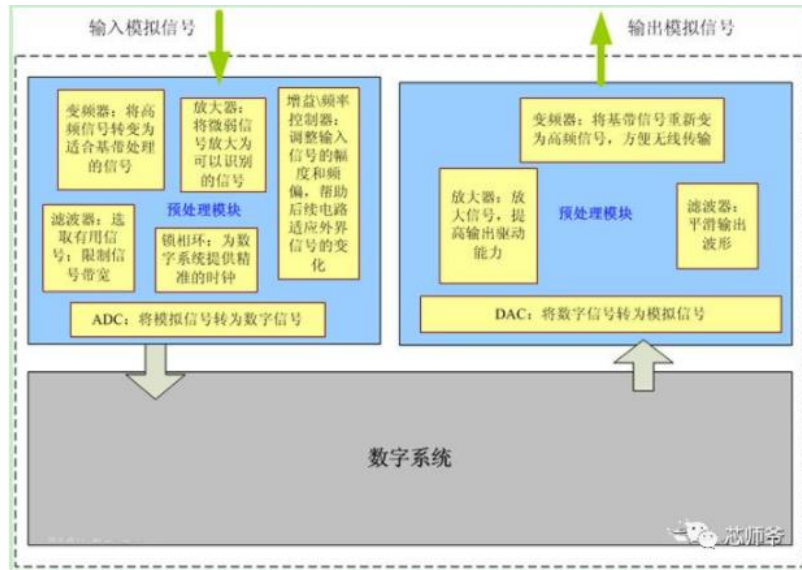 输入模拟信号
输出模拟信号
变频器：将高
频信号转变为
适合基带处理
的信号
放大器：
将微弱信
号放大为
可以识别
的信号
增益\频率
控制器：
调整输入
信号的幅
度和频
偏，帮助
后续电路
适应外界
信号的变
化
滤波器：选
取有用信
号；限制信
号带宽
预处理模块
锁相环：为数
字系统提供精
准的时钟
ADC：将模拟信号转为数字信号
变频器：将基带信号重新变
为高频信号，方便无线传输
放大器：放
大信号，提
高输出驱动
能力
预处理模块
滤波器：
平滑输出
波形
DAC：将数字信号转为模拟信号
数字系统
芯师爷